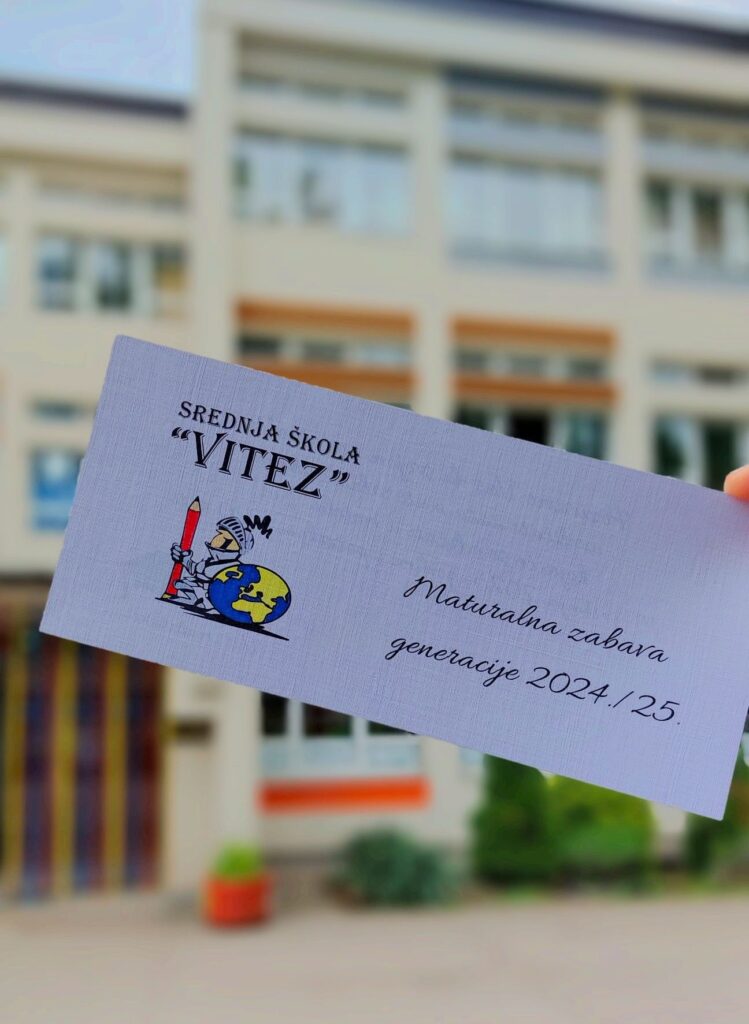 SREDNJA ŠKOLA
“VITEZ”
Maturalna zabava
generacije 2024./25.